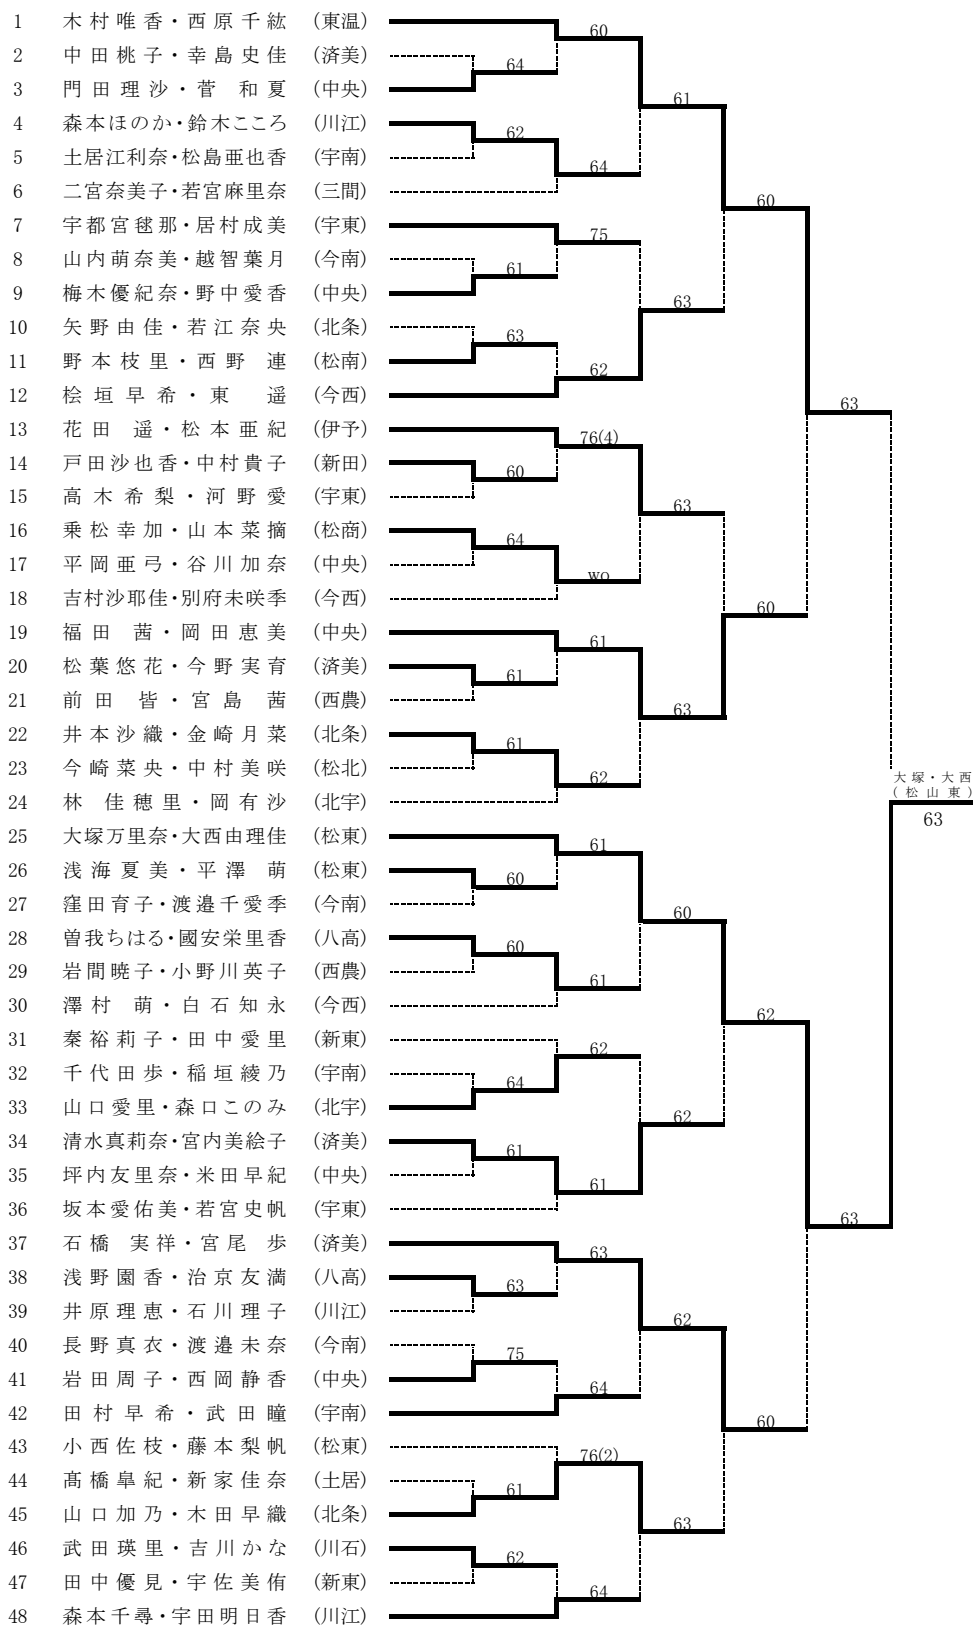 1 木村唯香・西原千紘 (東温)
60
2 中田桃子・幸島史佳 (済美)
64
3 門田理沙・菅 和夏 (中央)
61
4 森本ほのか・鈴木こころ (川江)
62
5 土居江利奈・松島亜也香 (宇南)
64
6 二宮奈美子・若宮麻里奈 (三間)
60
7 宇都宮毬那・居村成美 (宇東)
75
8 山内萌奈美・越智葉月 (今南)
61
9 梅木優紀奈・野中愛香 (中央)
63
10 矢野由佳・若江奈央 (北条)
63
11 野本枝里・西野 連 (松南)
62
12 桧垣早希・東 遥 (今西)
63
13 花田 遥・松本亜紀 (伊予)
76(4)
14 戸田沙也香・中村貴子 (新田)
60
15 高木希梨・河野愛 (宇東)
63
16 乗松幸加・山本菜摘 (松商)
64
17 平岡亜弓・谷川加奈 (中央)
wo
18 吉村沙耶佳・別府未咲季 (今西)
60
19 福田 茜・岡田恵美 (中央)
61
20 松葉悠花・今野実育 (済美)
61
21 前田 皆・宮島 茜 (西農)
63
22 井本沙織・金崎月菜 (北条)
61
23 今崎菜央・中村美咲 (松北)
62
大塚・大西
(松山東)
24 林 佳穂里・岡有沙 (北宇)
63
25 大塚万里奈・大西由理佳 (松東)
61
26 浅海夏美・平澤 萌 (松東)
60
27 窪田育子・渡邉千愛季 (今南)
60
28 曽我ちはる・國安栄里香 (八高)
60
29 岩間暁子・小野川英子 (西農)
61
30 澤村 萌・白石知永 (今西)
62
31 秦裕莉子・田中愛里 (新東)
62
32 千代田歩・稲垣綾乃 (宇南)
64
33 山口愛里・森口このみ (北宇)
62
34 清水真莉奈・宮内美絵子 (済美)
61
35 坪内友里奈・米田早紀 (中央)
61
36 坂本愛佑美・若宮史帆 (宇東)
63
37 石橋 実祥・宮尾 歩 (済美)
63
38 浅野園香・治京友満 (八高)
63
39 井原理恵・石川理子 (川江)
62
40 長野真衣・渡邉未奈 (今南)
75
41 岩田周子・西岡静香 (中央)
64
42 田村早希・武田瞳 (宇南)
60
43 小西佐枝・藤本梨帆 (松東)
76(2)
44 髙橋皐紀・新家佳奈 (土居)
61
45 山口加乃・木田早織 (北条)
63
46 武田瑛里・吉川かな (川石)
62
47 田中優見・宇佐美侑 (新東)
64
48 森本千尋・宇田明日香 (川江)